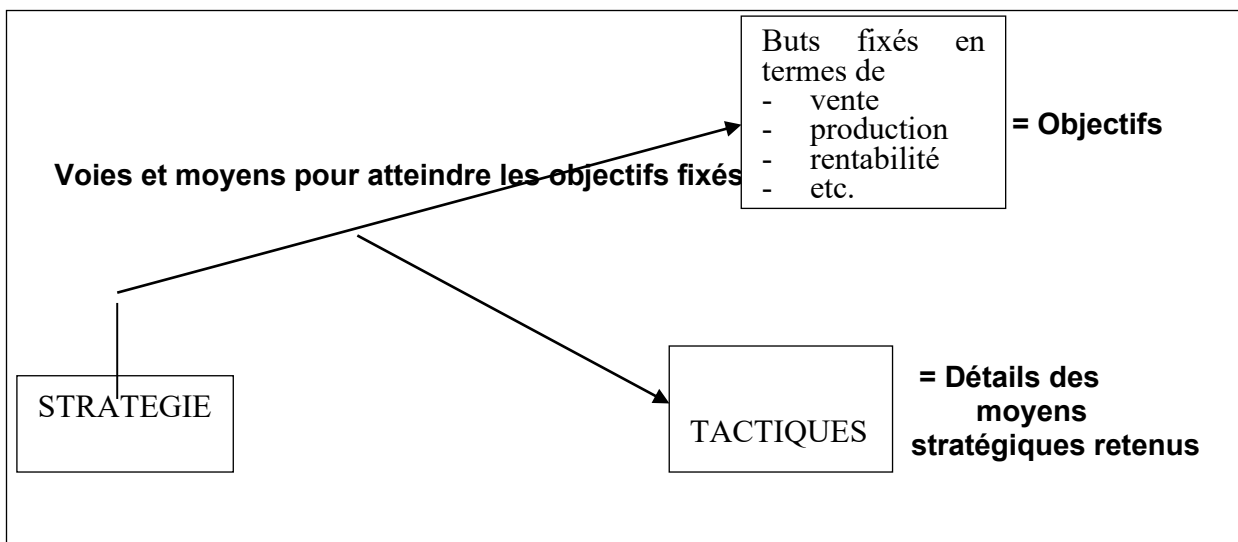 Buts fixés en
termes de
- vente
- production
- rentabilité
- etc.
= Objectifs
Voies et moyens pour atteindre les objectifs fixés
STRATEGIE
TACTIQUES
= Détails des
moyens
stratégiques retenus